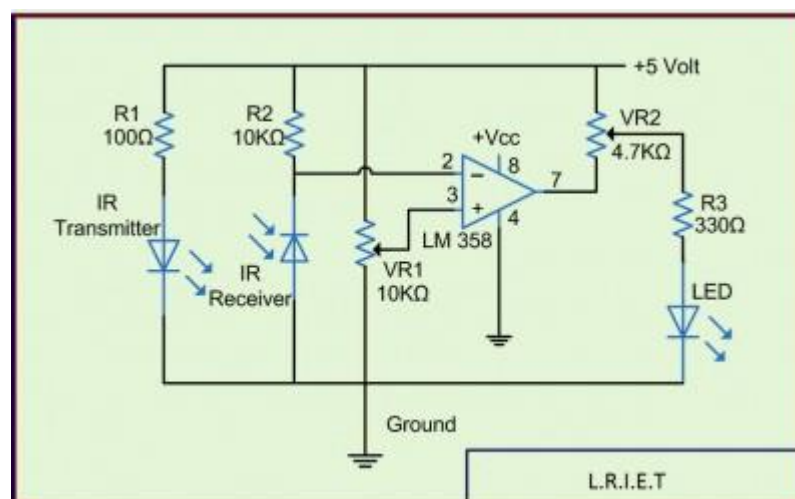 +5 Volt
R1
100Ω
R2
10KΩ
VR2
4.7KΩ
+Vcc
2
8
3
7
4
LM 358
R3
330Ω
IR
Transmitter
IR
Receiver
VR1
10KΩ
LED
Ground
L.R.I.E.T